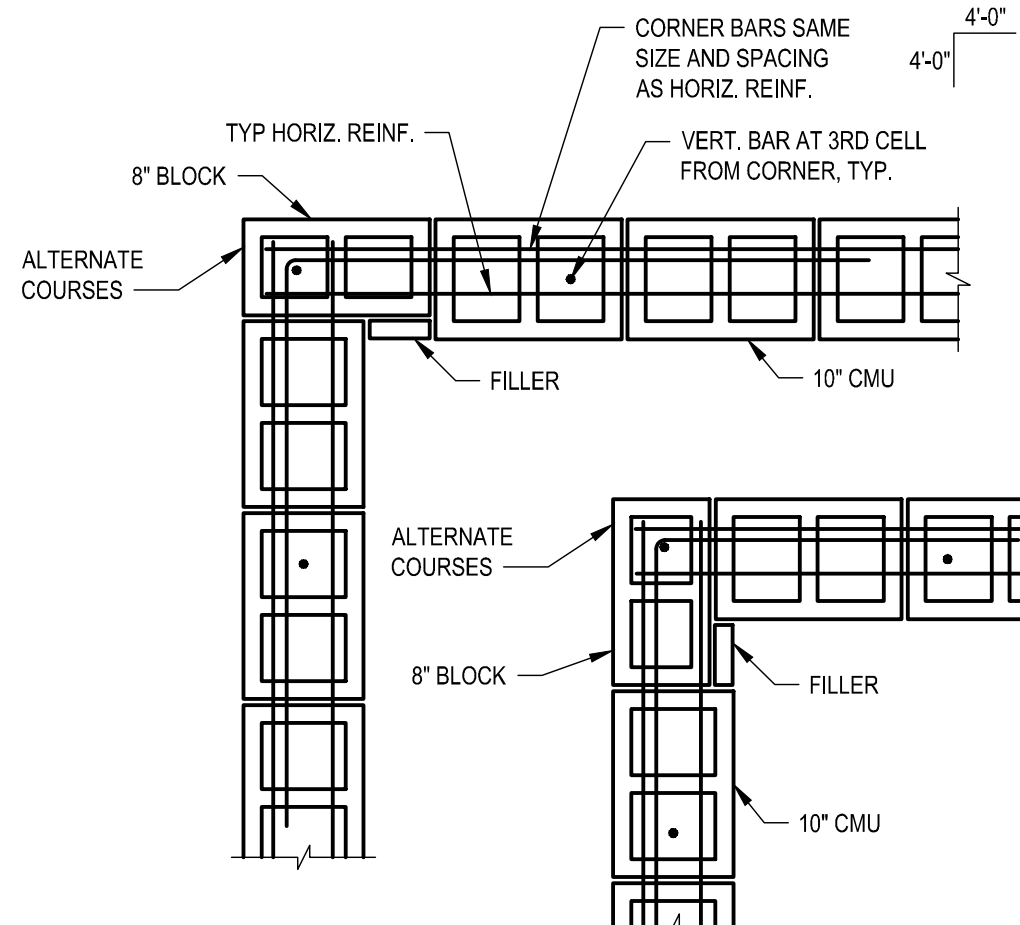 CORNER BARS SAME
SIZE AND SPACING
AS HORIZ. REINF.
4'-0"
4'-0"
TYP HORIZ. REINF.
VERT. BAR AT 3RD CELL
FROM CORNER, TYP.
8" BLOCK
ALTERNATE
COURSES
FILLER
10" CMU
ALTERNATE
COURSES
8" BLOCK
FILLER
10" CMU